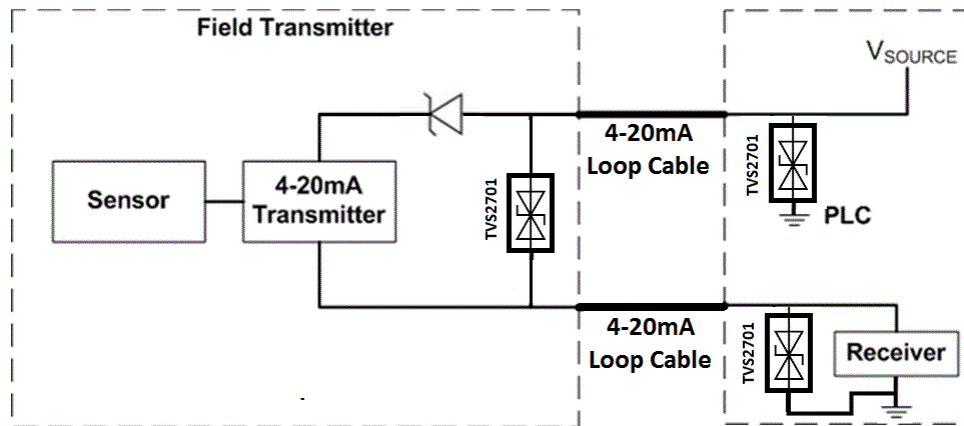 Field Transmitter
VSOURCE
4-20mA
Loop Cable
TVS2701
PLC
Sensor
4-20mA
Transmitter
TVS2701
4-20mA
Loop Cable
TVS2701
Receiver